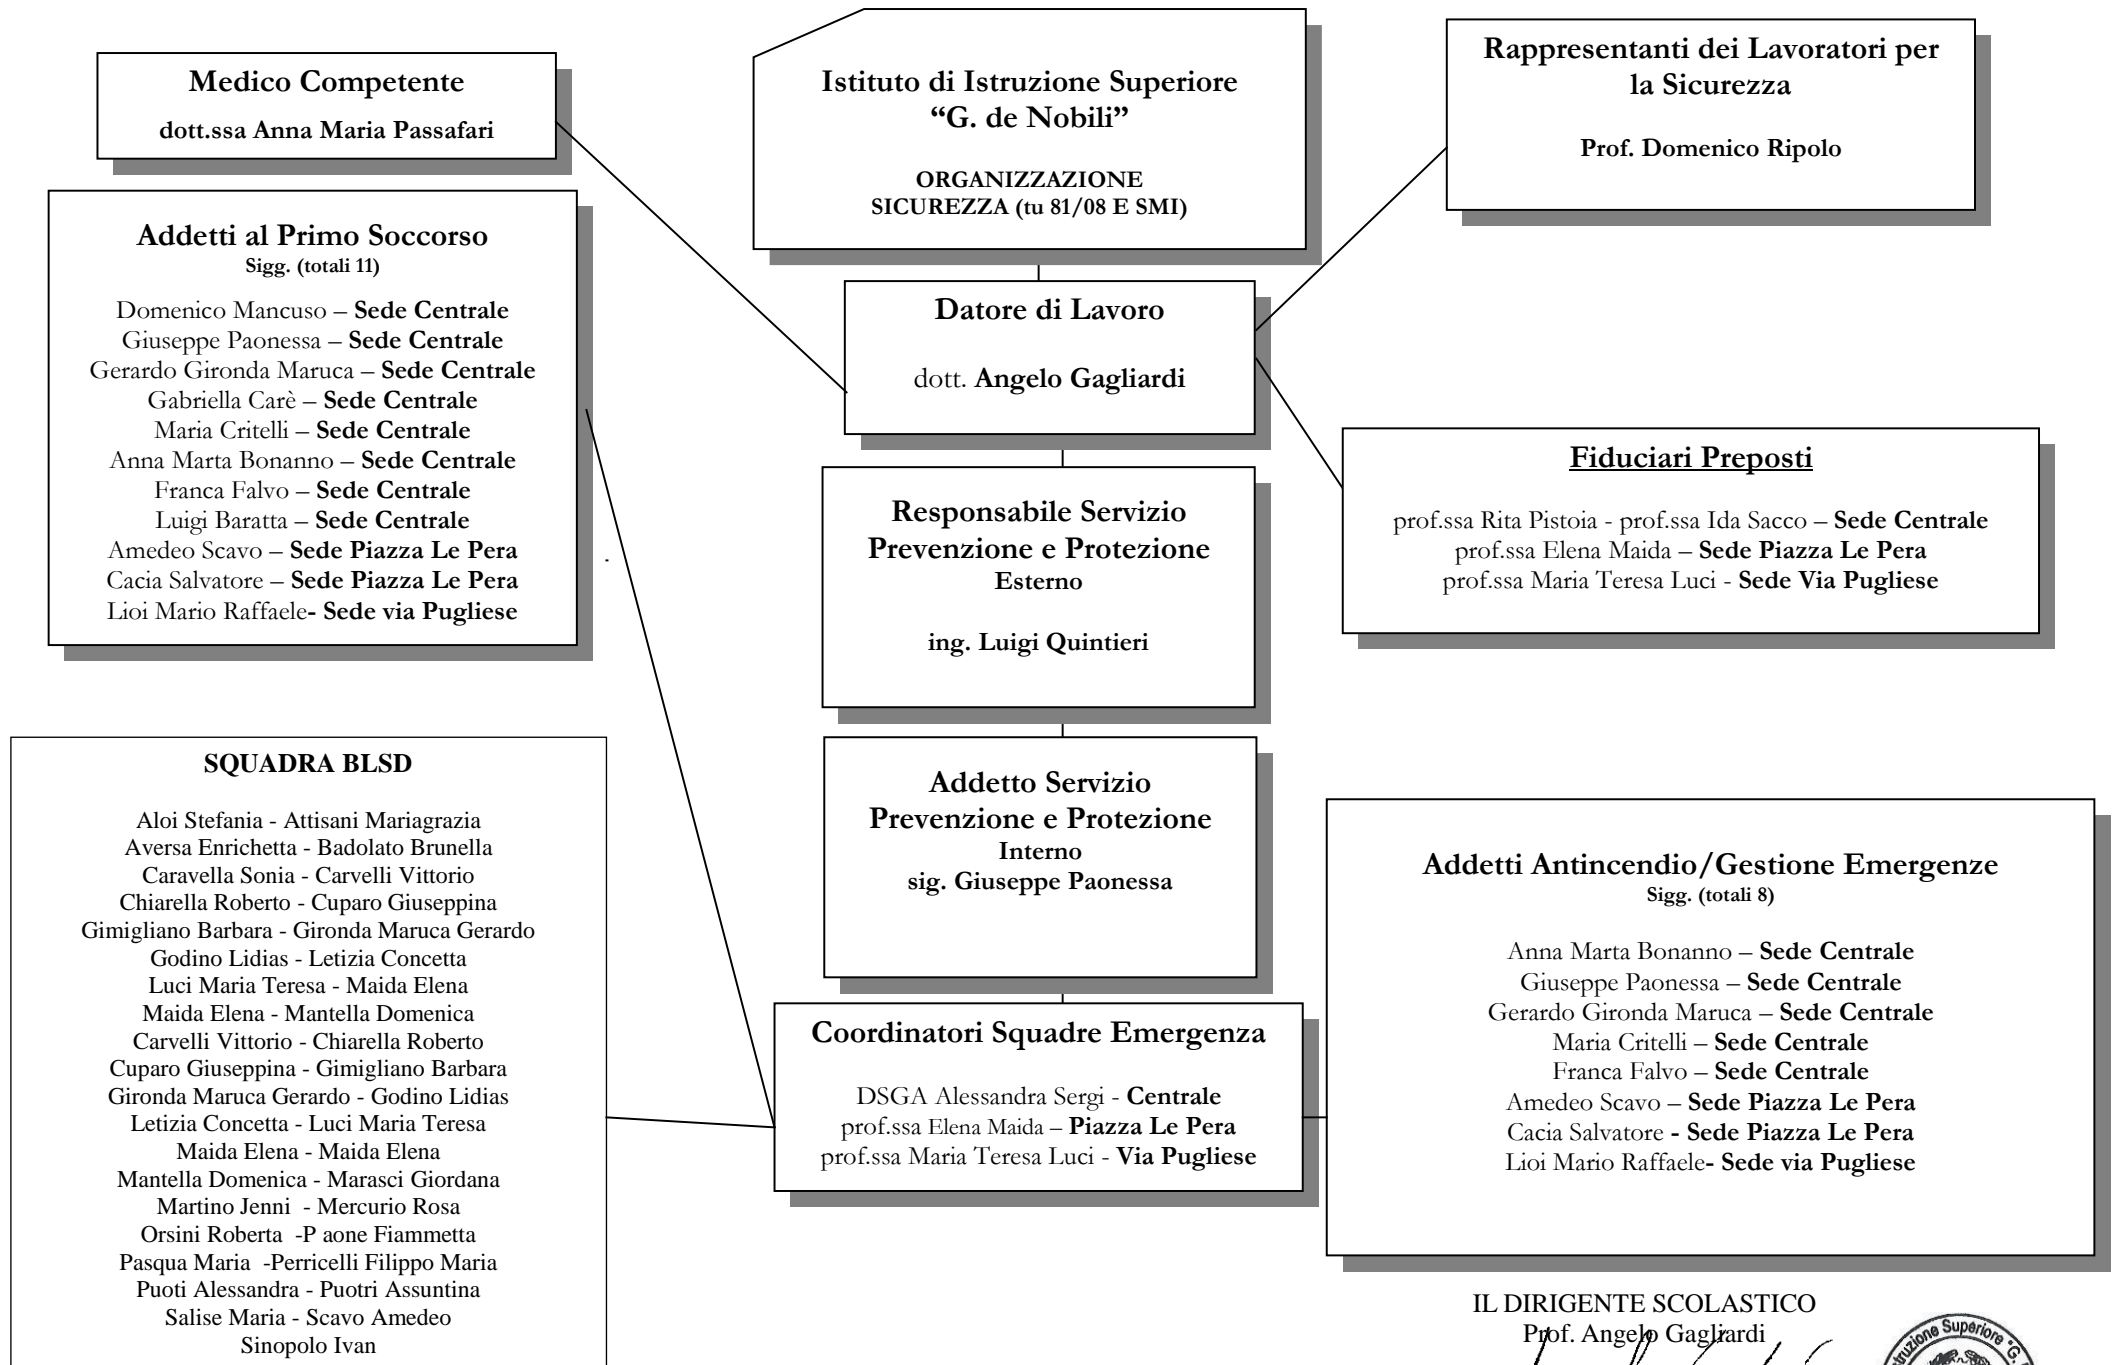 Medico Competente
dott.ssa Anna Maria Passafari
Istituto di Istruzione Superiore
“G. de Nobili”
ORGANIZZAZIONE
SICUREZZA (tu 81/08 E SMI)
Rappresentanti dei Lavoratori per
la Sicurezza
Prof. Domenico Ripolo
Addetti al Primo Soccorso
Sigg. (totali 11)
Domenico Mancuso – Sede Centrale
Giuseppe Paonessa – Sede Centrale
Gerardo Gironda Maruca – Sede Centrale
Gabriella Carè – Sede Centrale
Maria Critelli – Sede Centrale
Anna Marta Bonanno – Sede Centrale
Franca Falvo – Sede Centrale
Luigi Baratta – Sede Centrale
Amedeo Scavo – Sede Piazza Le Pera
Cacia Salvatore – Sede Piazza Le Pera
Lioi Mario Raffaele- Sede via Pugliese
Datore di Lavoro
dott. Angelo Gagliardi
Responsabile Servizio
Prevenzione e Protezione
Esterno
ing. Luigi Quintieri
Fiduciari Preposti
prof.ssa Rita Pistoia - prof.ssa Ida Sacco – Sede Centrale
prof.ssa Elena Maida – Sede Piazza Le Pera
prof.ssa Maria Teresa Luci - Sede Via Pugliese
SQUADRA BLSD
Aloi Stefania - Attisani Mariagrazia
Aversa Enrichetta - Badolato Brunella
Caravella Sonia - Carvelli Vittorio
Chiarella Roberto - Cuparo Giuseppina
Gimigliano Barbara - Gironda Maruca Gerardo
Godino Lidias - Letizia Concetta
Luci Maria Teresa - Maida Elena
Maida Elena - Mantella Domenica
Carvelli Vittorio - Chiarella Roberto
Cuparo Giuseppina - Gimigliano Barbara
Gironda Maruca Gerardo - Godino Lidias
Letizia Concetta - Luci Maria Teresa
Maida Elena - Maida Elena
Mantella Domenica - Marasci Giordana
Martino Jenni - Mercurio Rosa
Orsini Roberta -P aone Fiammetta
Pasqua Maria -Perricelli Filippo Maria
Puoti Alessandra - Puotri Assuntina
Salise Maria - Scavo Amedeo
Sinopolo Ivan
Addetto Servizio
Prevenzione e Protezione
Interno
sig. Giuseppe Paonessa
Coordinatori Squadre Emergenza
DSGA Alessandra Sergi - Centrale
prof.ssa Elena Maida – Piazza Le Pera
prof.ssa Maria Teresa Luci - Via Pugliese
Addetti Antincendio/Gestione Emergenze
Sigg. (totali 8)
Anna Marta Bonanno – Sede Centrale
Giuseppe Paonessa – Sede Centrale
Gerardo Gironda Maruca – Sede Centrale
Maria Critelli – Sede Centrale
Franca Falvo – Sede Centrale
Amedeo Scavo – Sede Piazza Le Pera
Cacia Salvatore - Sede Piazza Le Pera
Lioi Mario Raffaele- Sede via Pugliese
IL DIRIGENTE SCOLASTICO
Prof. Angelo Gagliardi
Superiore